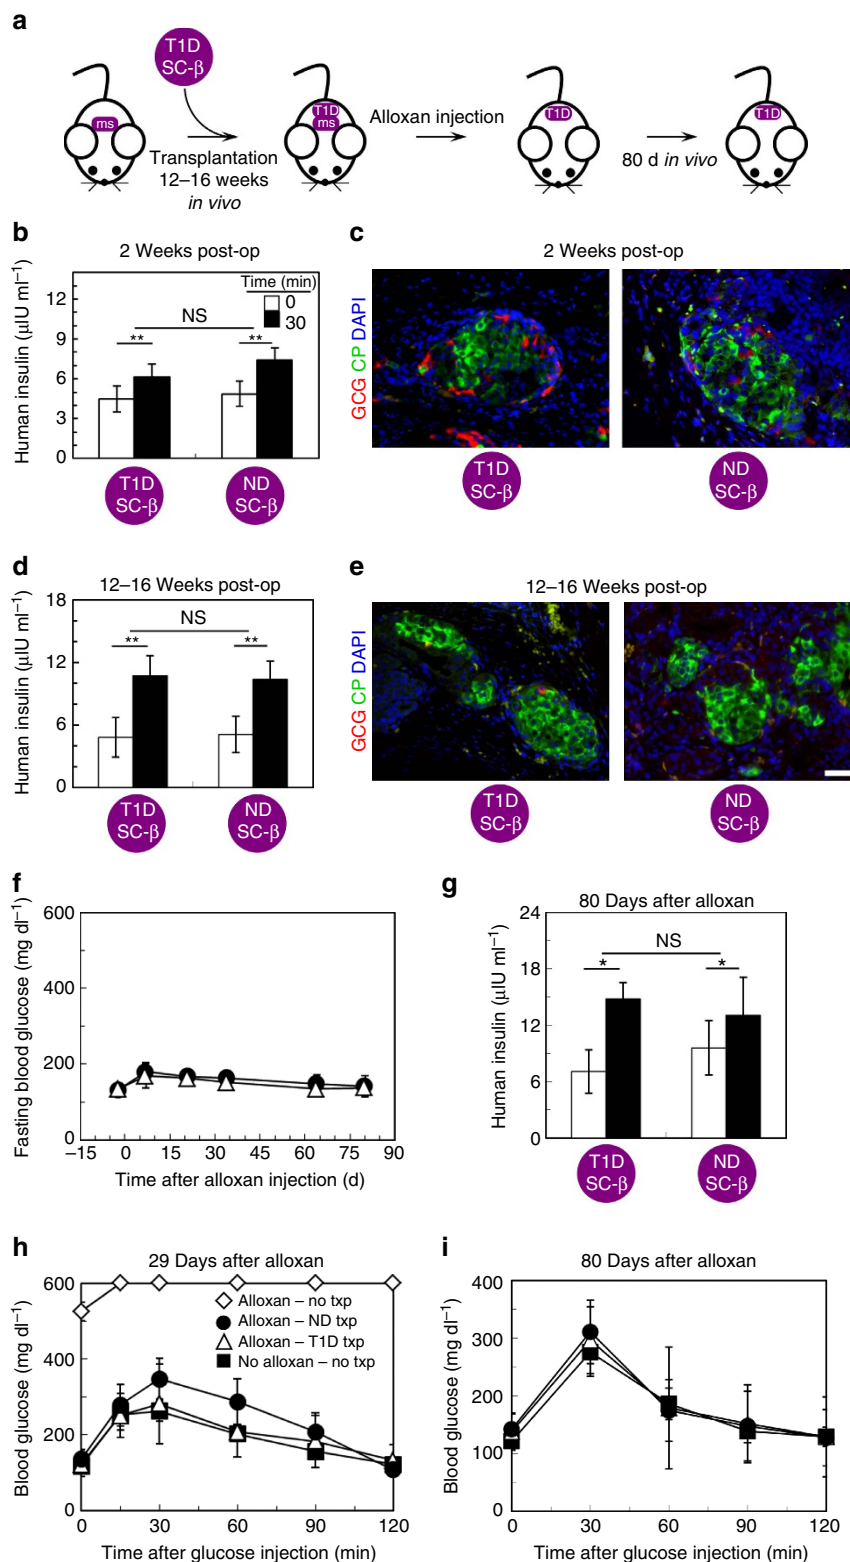 a
T1D
SC-β
ms
T1D
ms
Alloxan injection
T1D
T1D
Transplantation
12–16 weeks
in vivo
80 d in vivo
b
2 Weeks post-op
Human insulin (µIU ml⁻¹)
12
9
6
3
0
Time (min)
0
30
NS
**
**
T1D
SC-β
ND
SC-β
c
2 Weeks post-op
GCG CP DAPI
T1D
SC-β
ND
SC-β
d
12–16 Weeks post-op
Human insulin (µIU ml⁻¹)
18
12
6
0
NS
**
**
T1D
SC-β
ND
SC-β
e
12–16 Weeks post-op
GCG CP DAPI
T1D
SC-β
ND
SC-β
f
Fasting blood glucose (mg dl⁻¹)
600
400
200
0
–15 0 15 30 45 60 75 90
Time after alloxan injection (d)
g
80 Days after alloxan
Human insulin (µIU ml⁻¹)
24
18
12
6
0
NS
*
*
T1D
SC-β
ND
SC-β
h
29 Days after alloxan
Blood glucose (mg dl⁻¹)
600
400
200
0
Alloxan – no txp
Alloxan – ND txp
Alloxan – T1D txp
No alloxan – no txp
0 30 60 90 120
Time after glucose injection (min)
i
80 Days after alloxan
Blood glucose (mg dl⁻¹)
400
300
200
100
0
0 30 60 90 120
Time after glucose injection (min)